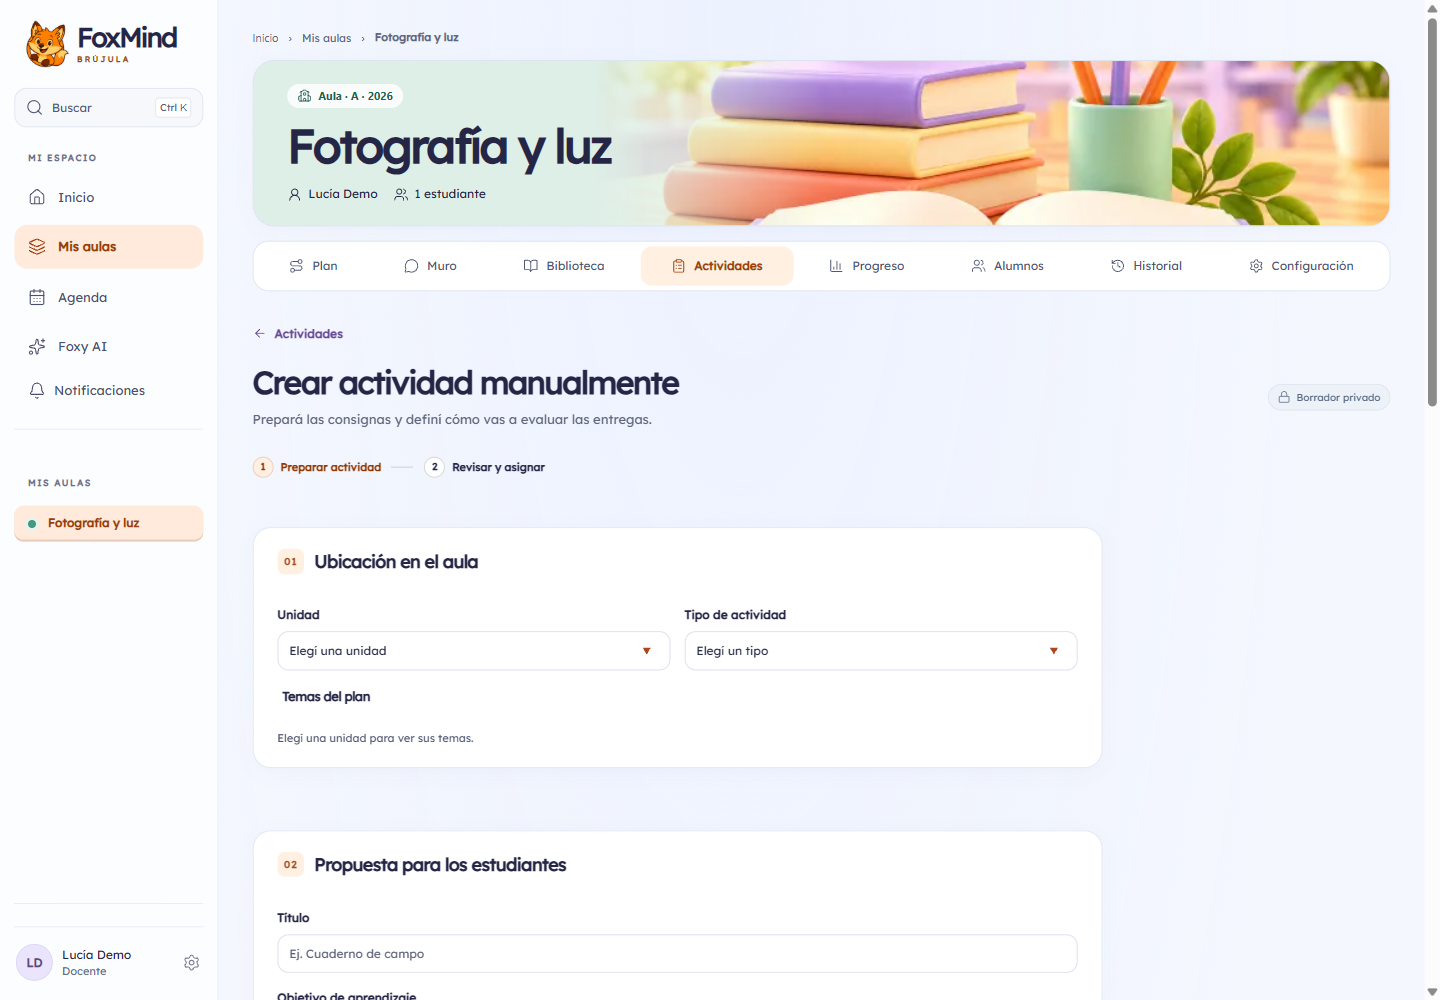 FoxMind
BRÚJULA
Buscar
Ctrl K
MI ESPACIO
Inicio
Mis aulas
Agenda
Foxy AI
Notificaciones
MIS AULAS
Fotografía y luz
LD
Lucía Demo
Docente
Inicio › Mis aulas › Fotografía y luz
Aula · A · 2026
Fotografía y luz
Lucía Demo 1 estudiante
Plan Muro Biblioteca Actividades Progreso Alumnos Historial Configuración
← Actividades
Crear actividad manualmente
Borrador privado
Prepará las consignas y definí cómo vas a evaluar las entregas.
1 Preparar actividad 2 Revisar y asignar
01 Ubicación en el aula
Unidad Tipo de actividad
Elegí una unidad Elegí un tipo
Temas del plan
Elegí una unidad para ver sus temas.
02 Propuesta para los estudiantes
Título
Ej. Cuaderno de campo
Objetivo de aprendizaje